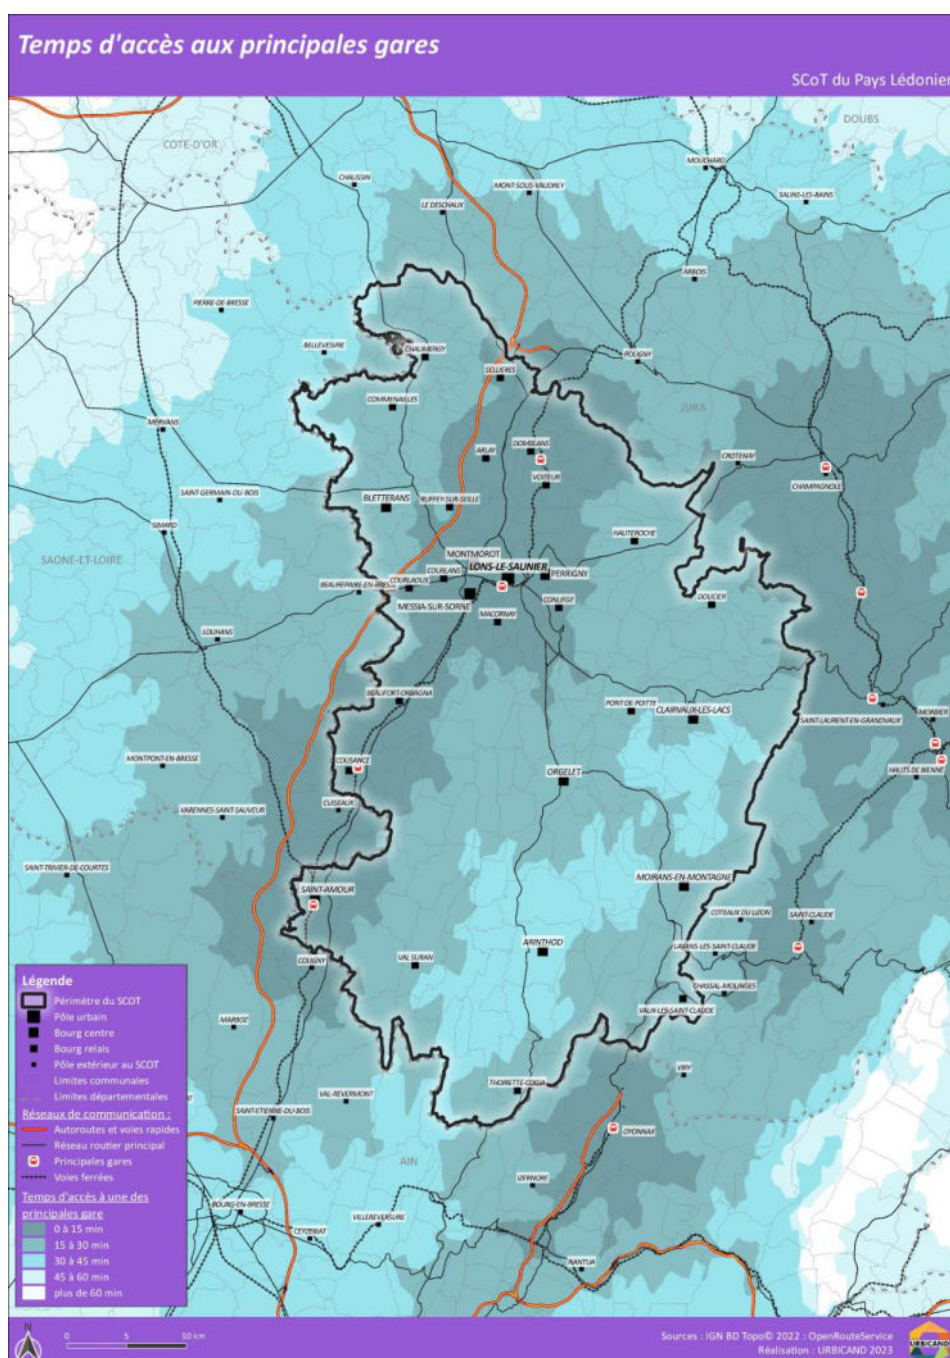 Temps d'accès aux principales gares
SCoT du Pays Lédonien
DOUBS
COTE-D'OR
MOUCHARD
CHAUSSIN
MONT-SOUS-VAUDREY
SALINS-LES-BAINS
LE DESCHAUX
ARBOIS
PIERRE-DE-BRESSE
BELLEVESVRE
CHAUMERGY
POLIGNY
SELLIERES
COMMENAILLES
JURA
MERVANS
DOMBLANS
ARLAY
CROTENAY
VOITEUR
CHAMPAGNOLE
SAINT-GERMAIN-DU-BOIS
BLETTERANS
RUFFEY-SUR-SEILLE
SIMARD
HAUTEROCHE
MONTMOROT
SAONE-ET-LOIRE
LONS-LE-SAUNIER
COURLANS
PERRIGNY
COURLAOUX
BEAUREPAIRE-EN-BRESSE
DOUCIER
MESSIA-SUR-SORNE
CONLIEGE
MACORNAY
LOUHANS
BEAUFORT-ORBAGNA
PONT-DE-POITTE
CLAIRVAUX-LES-LACS
MORBIER
SAINT-LAURENT-EN-GRANDVAUX
MONTPONT-EN-BRESSE
COUSANCE
HAUTS DE BIENNE
ORGELET
CUISEAUX
VARENNES-SAINT-SAUVEUR
SAINT-TRIVIER-DE-COURTES
MOIRANS-EN-MONTAGNE
SAINT-AMOUR
COTEAUX DU LIZON
SAINT-CLAUDE
ARINTHOD
LAVANS LES-SAINT-CLAUDE
VAL SURAN
COLIGNY
CHASSAL-MOLINGES
VAUX-LES-SAINT-CLAUDE
MARBOZ
VIRY
THOIRETTE-COISIA
VAL-REVERMONT
SAINT-ETIENNE-DU-BOIS
OYONNAX
AIN
IZERNORE
BOURG-EN-BRESSE
VILLEREVERSURE
CEYZERIAT
NANTUA
Légende
Périmètre du SCOT
Pôle urbain
Bourg centre
Bourg relais
Pôle extérieur au SCOT
Limites communales
Limites départementales
Réseaux de communication :
Autoroutes et voies rapides
Réseau routier principal
Principales gares
Voies ferrées
Temps d'accès à une des
principales gare
0 à 15 min
15 à 30 min
30 à 45 min
45 à 60 min
plus de 60 min
N
0 5 10 km
Sources : IGN BD Topo© 2022 ; OpenRouteService
Réalisation : URBICAND 2023
URBICAND